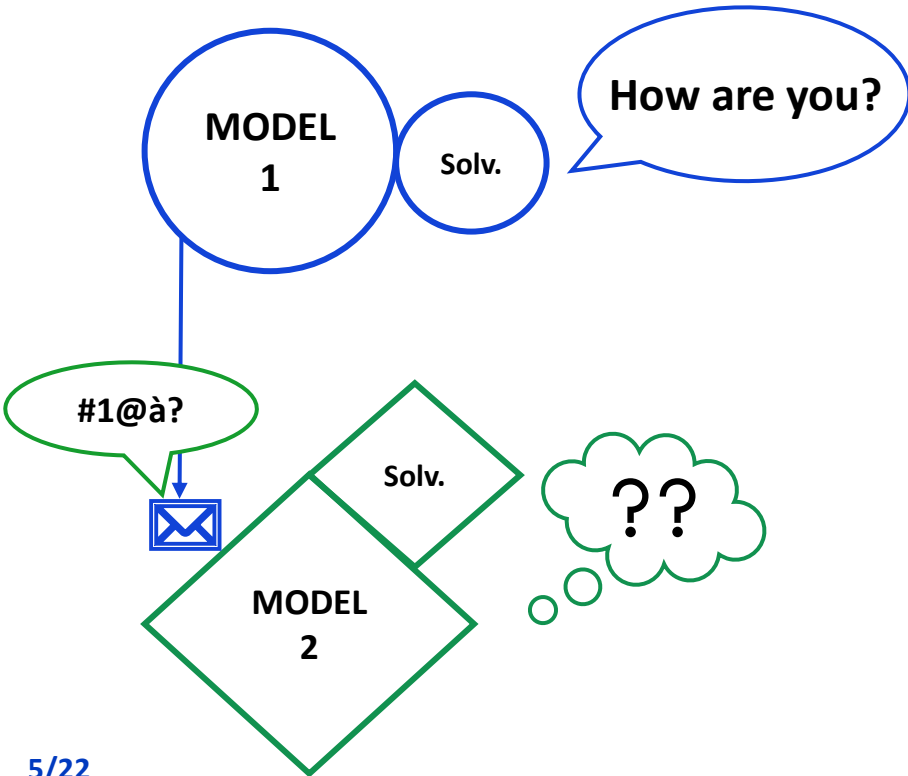 How are you?
MODEL
1
Solv.
#1@à?
Solv.
??
MODEL
2
5/22